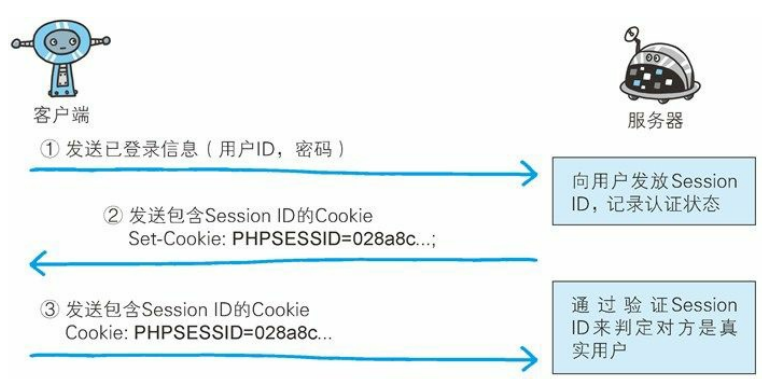 客户端
服务器
① 发送已登录信息（用户ID，密码）
向用户发放Session
ID，记录认证状态
② 发送包含Session ID的Cookie
Set-Cookie: PHPSESSID=028a8c...;
③ 发送包含Session ID的Cookie
Cookie: PHPSESSID=028a8c...
通过验证Session
ID来判定对方是真
实用户